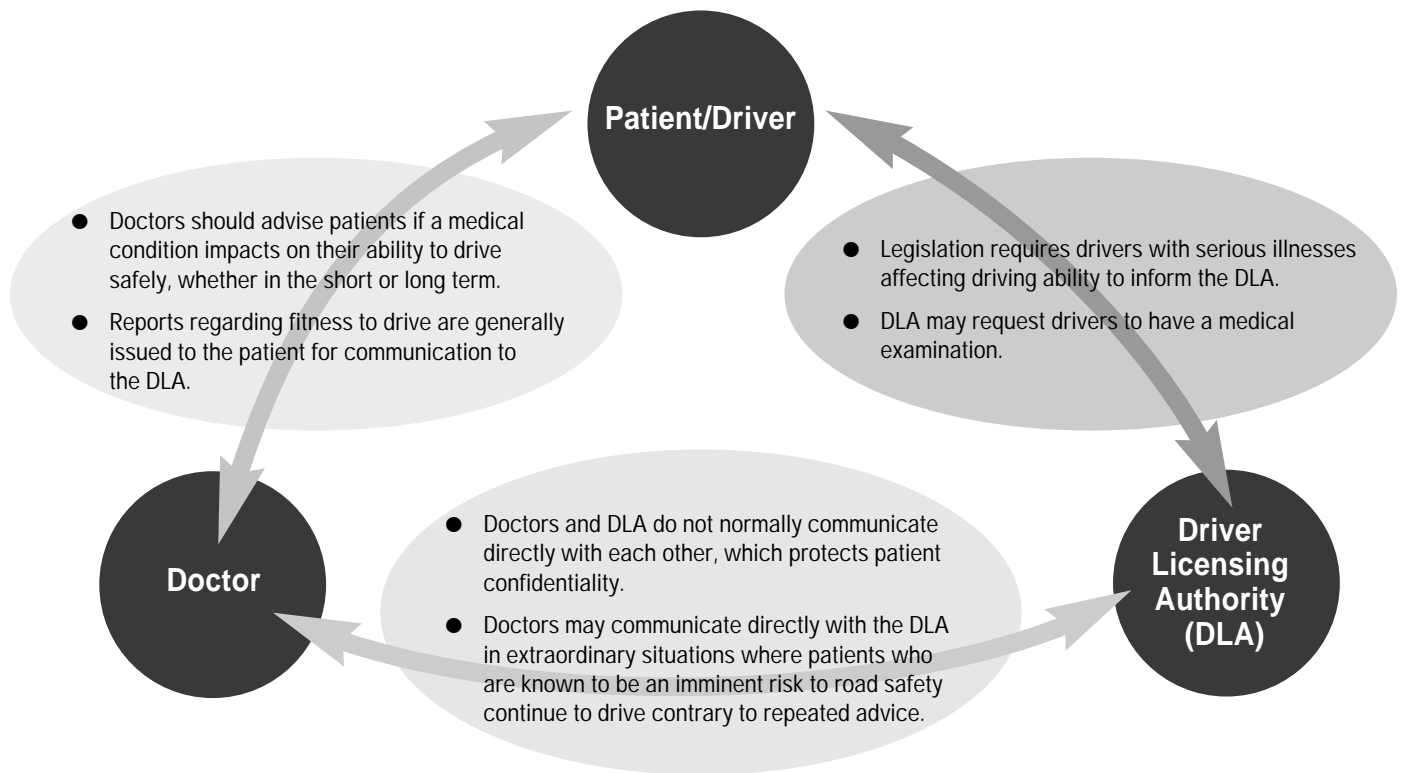 Patient/Driver
● Doctors should advise patients if a medical
condition impacts on their ability to drive
safely, whether in the short or long term.
● Reports regarding fitness to drive are generally
issued to the patient for communication to
the DLA.
● Legislation requires drivers with serious illnesses
affecting driving ability to inform the DLA.
● DLA may request drivers to have a medical
examination.
Doctor
● Doctors and DLA do not normally communicate
directly with each other, which protects patient
confidentiality.
● Doctors may communicate directly with the DLA
in extraordinary situations where patients who
are known to be an imminent risk to road safety
continue to drive contrary to repeated advice.
Driver
Licensing
Authority
(DLA)